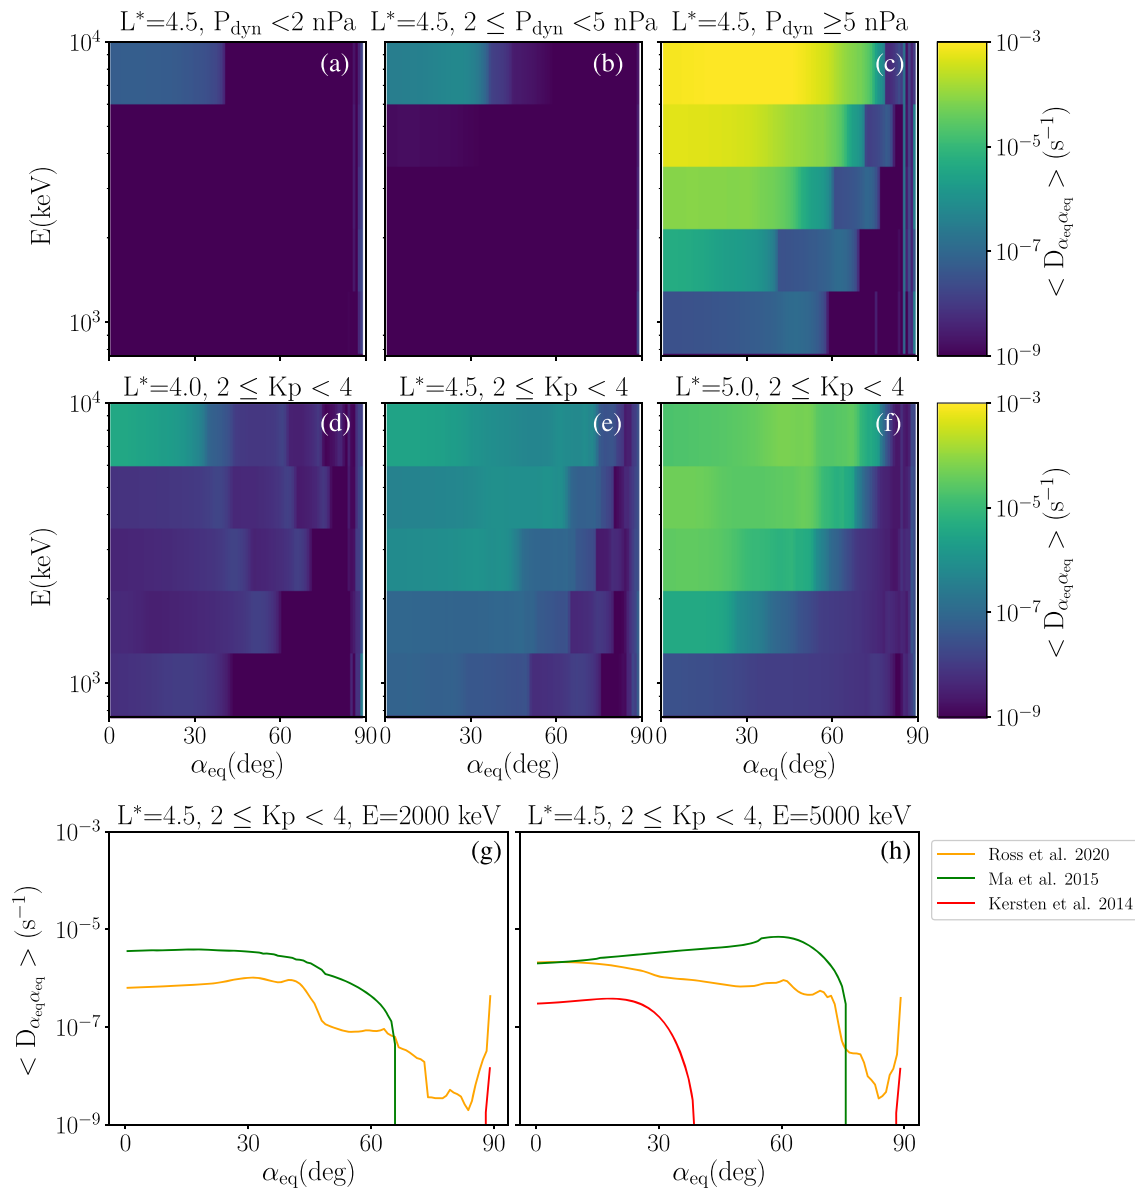 L*=4.5, P_dyn <2 nPa L*=4.5, 2 ≤ P_dyn <5 nPa L*=4.5, P_dyn ≥5 nPa
10^4 (a) (b) (c) 10^−3
E(keV)
10^3
10^−5
10^−7
10^−9
< D_α_eq α_eq > (s^−1)
L*=4.0, 2 ≤ Kp < 4 L*=4.5, 2 ≤ Kp < 4 L*=5.0, 2 ≤ Kp < 4
10^4 (d) (e) (f) 10^−3
E(keV)
10^3
10^−5
10^−7
10^−9
< D_α_eq α_eq > (s^−1)
0 30 60 90 0 30 60 90 0 30 60 90
α_eq(deg) α_eq(deg) α_eq(deg)
L*=4.5, 2 ≤ Kp < 4, E=2000 keV L*=4.5, 2 ≤ Kp < 4, E=5000 keV
10^−3 (g) (h)
10^−5
10^−7
10^−9
< D_α_eq α_eq > (s^−1)
Ross et al. 2020
Ma et al. 2015
Kersten et al. 2014
0 30 60 90 0 30 60 90
α_eq(deg) α_eq(deg)